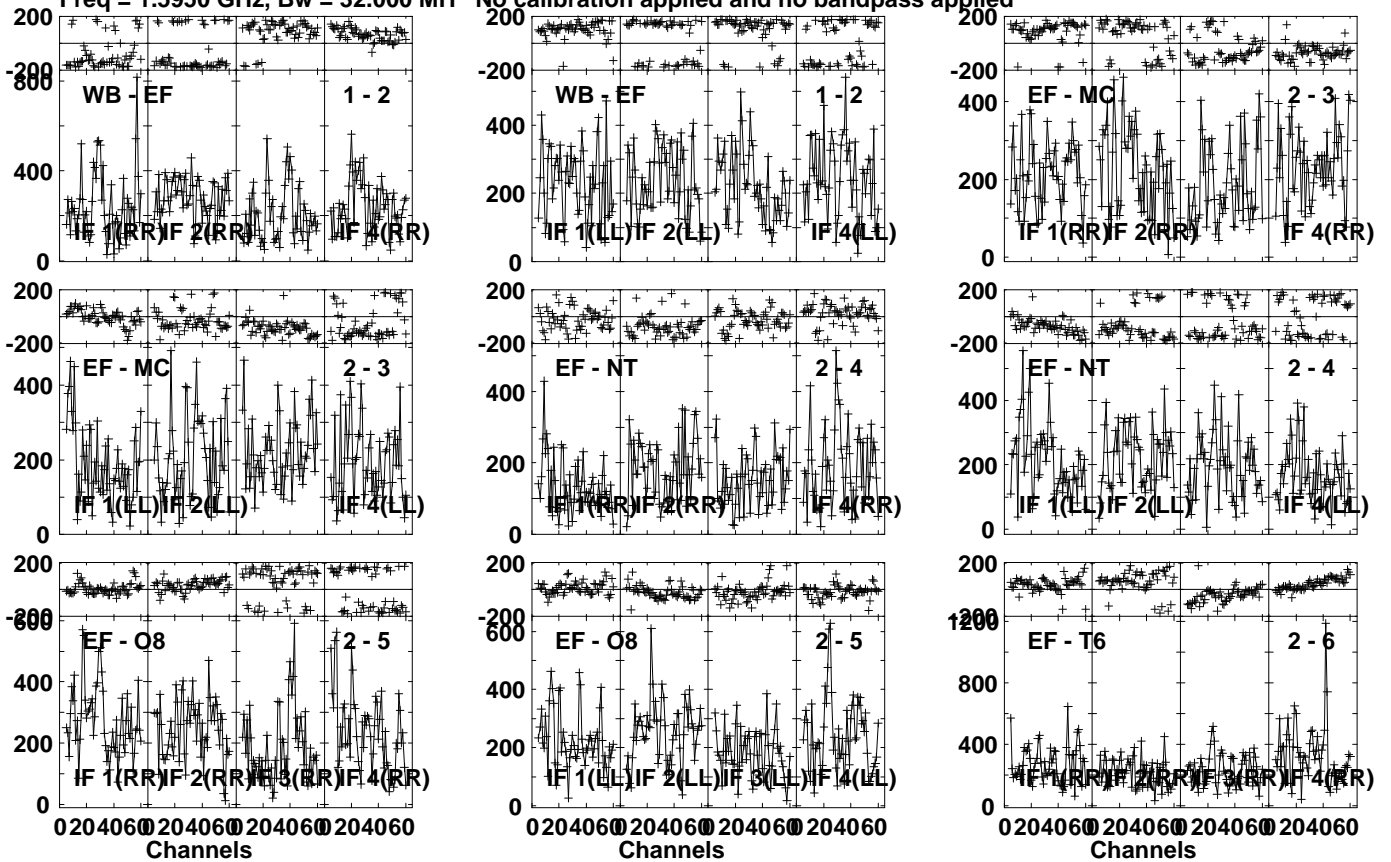 Freq = 1.5950 GHz, Bw = 32.000 MH No calibration applied and no bandpass applied
200 200 200
-200 -200 -200
800
WB - EF 1 - 2 WB - EF 1 - 2 EF - MC 2 - 3
400 400 400
200 200
IF 1(RR) IF 2(RR) IF 4(RR) IF 1(LL) IF 2(LL) IF 4(LL) IF 1(RR) IF 2(RR) IF 4(RR)
0 0 0
200 200 200
-200 -200 -200
EF - MC 2 - 3 EF - NT 2 - 4 EF - NT 2 - 4
400 400 400
200 200 200
IF 1(LL) IF 2(LL) IF 4(LL) IF 1(RR) IF 2(RR) IF 4(RR) IF 1(LL) IF 2(LL) IF 4(LL)
0 0 0
200 200 200
-200 -200 -200
600 600 1200
EF - O8 2 - 5 EF - O8 2 - 5 EF - T6 2 - 6
400 400 800
200 200 400
IF 1(RR) IF 2(RR) IF 3(RR) IF 4(RR) IF 1(LL) IF 2(LL) IF 3(LL) IF 4(LL) IF 1(RR) IF 2(RR) IF 3(RR) IF 4(RR)
0 0 0
0 20 40 60 0 20 40 60 0 20 40 60 0 20 40 60 0 20 40 60 0 20 40 60 0 20 40 60 0 20 40 60 0 20 40 60 0 20 40 60 0 20 40 60 0 20 40 60
Channels Channels Channels